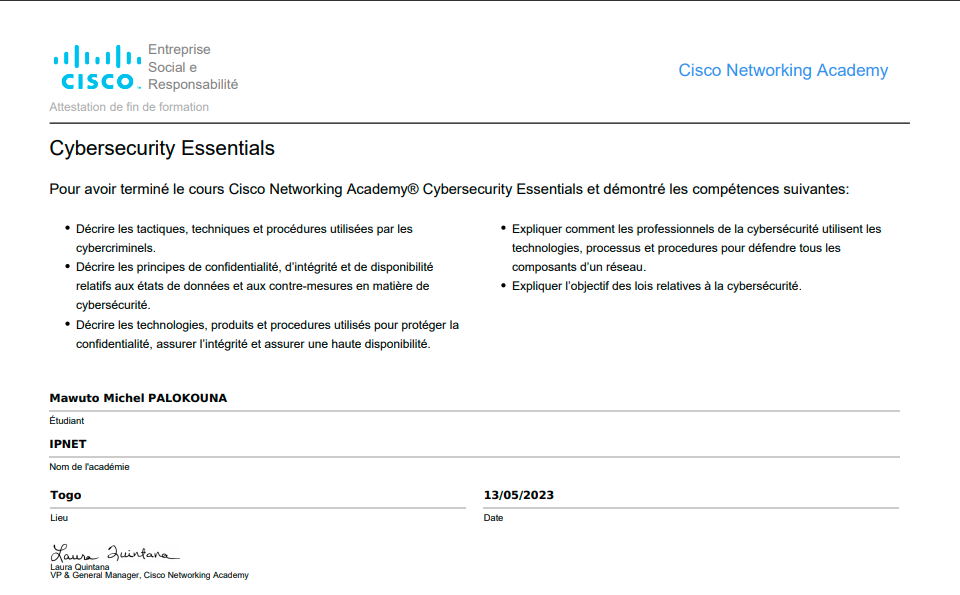 Entreprise
Social e
Responsabilité
CISCO
Cisco Networking Academy
Attestation de fin de formation
Cybersecurity Essentials
Pour avoir terminé le cours Cisco Networking Academy® Cybersecurity Essentials et démontré les compétences suivantes:
• Décrire les tactiques, techniques et procédures utilisées par les
cybercriminels.
• Décrire les principes de confidentialité, d'intégrité et de disponibilité
relatifs aux états de données et aux contre-mesures en matière de
cybersécurité.
• Décrire les technologies, produits et procedures utilisés pour protéger la
confidentialité, assurer l'intégrité et assurer une haute disponibilité.
• Expliquer comment les professionnels de la cybersécurité utilisent les
technologies, processus et procedures pour défendre tous les
composants d'un réseau.
• Expliquer l'objectif des lois relatives à la cybersécurité.
Mawuto Michel PALOKOUNA
Étudiant
IPNET
Nom de l'académie
Togo
Lieu
13/05/2023
Date
Laura Quintana
Laura Quintana
VP & General Manager, Cisco Networking Academy